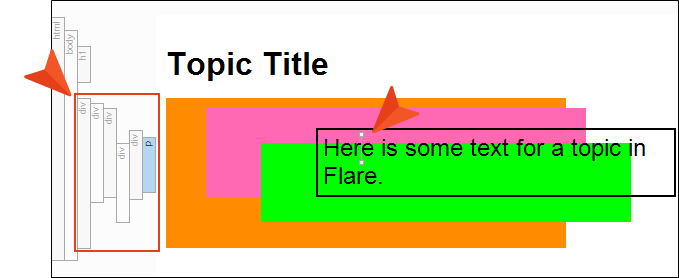 html
body
h1
Topic Title
div
div
div
div
div
p
Here is some text for a topic in
Flare.